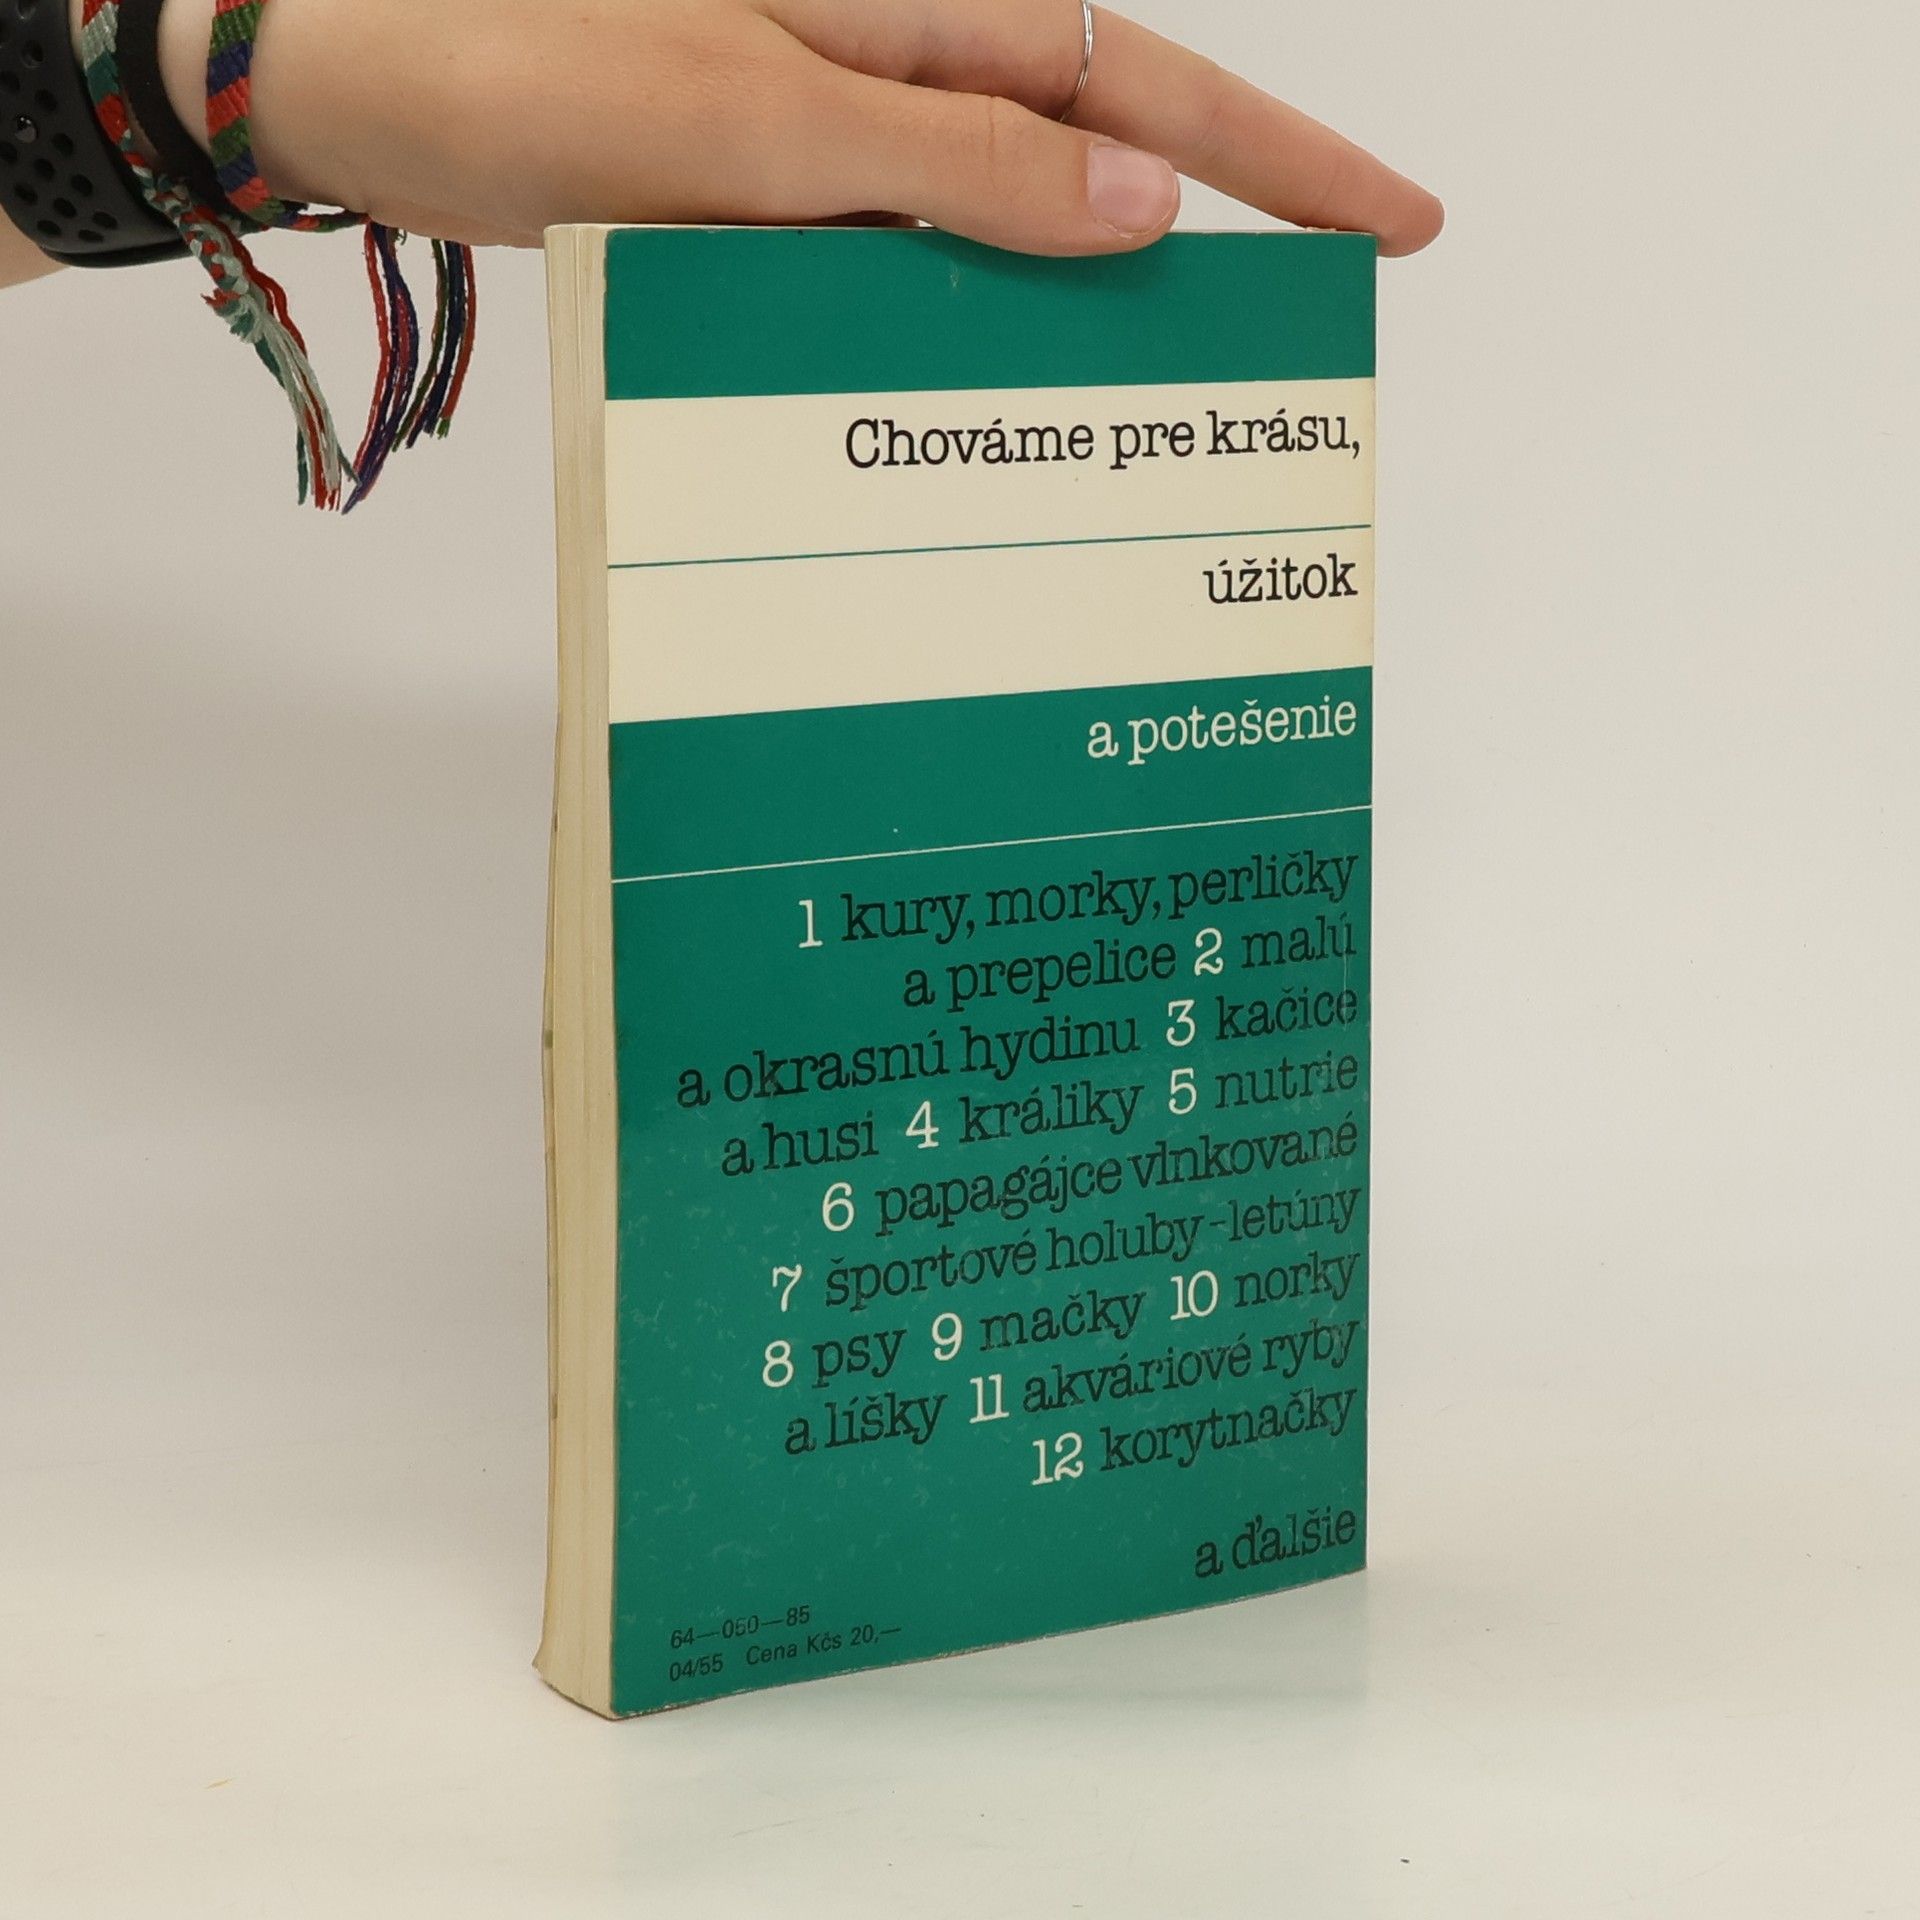 Chováme pre krásu,
úžitok
a potešenie
1 kury, morky, perličky
a prepelice 2 malú
a okrasnú hydinu 3 kačice
a husi 4 králiky 5 nutrie
6 papagájce vlnkované
7 športové holuby-letúny
8 psy 9 mačky 10 norky
a líšky 11 akváriové ryby
12 korytnačky
a ďalšie
64—050—85
04/55 Cena Kčs 20,—